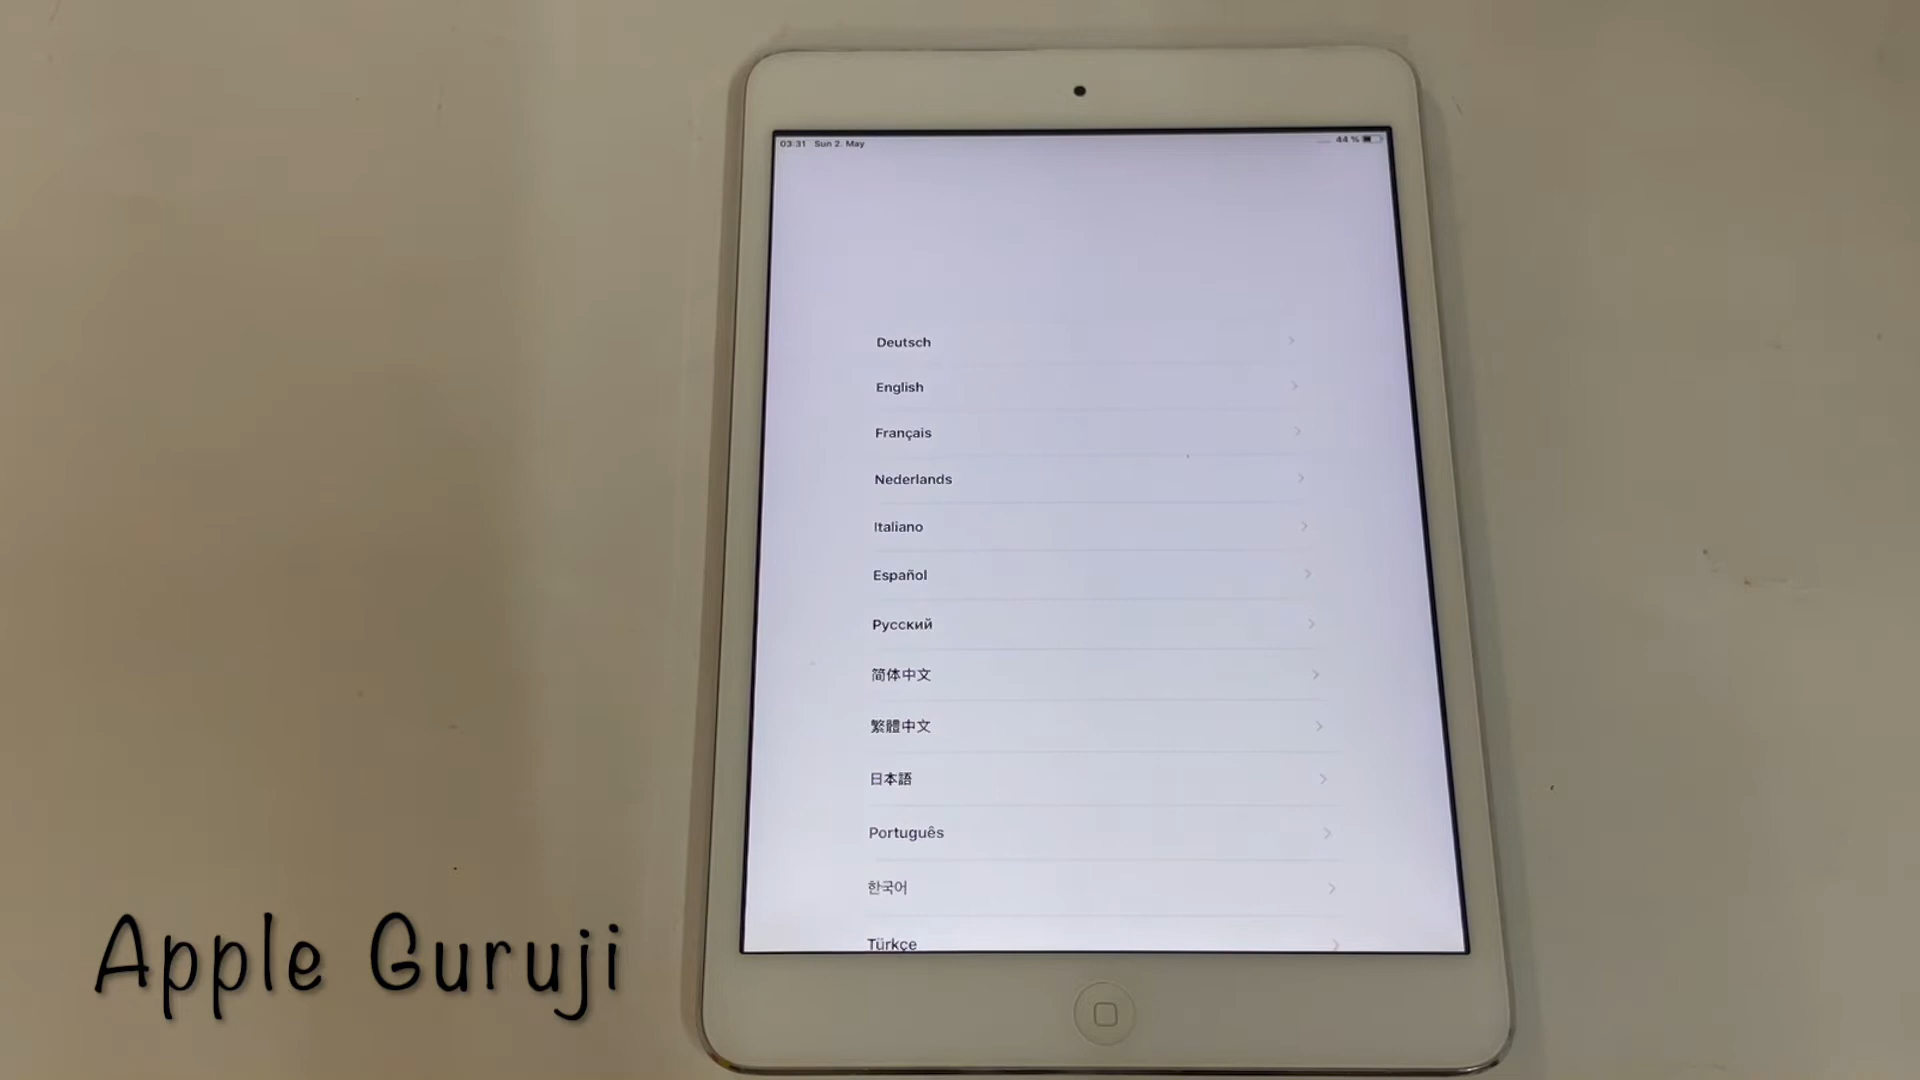 03:31 Sun 2. May 44 %
Deutsch
English
Français
Nederlands
Italiano
Español
Русский
简体中文
繁體中文
日本語
Português
한국어
Türkçe
Apple Guruji